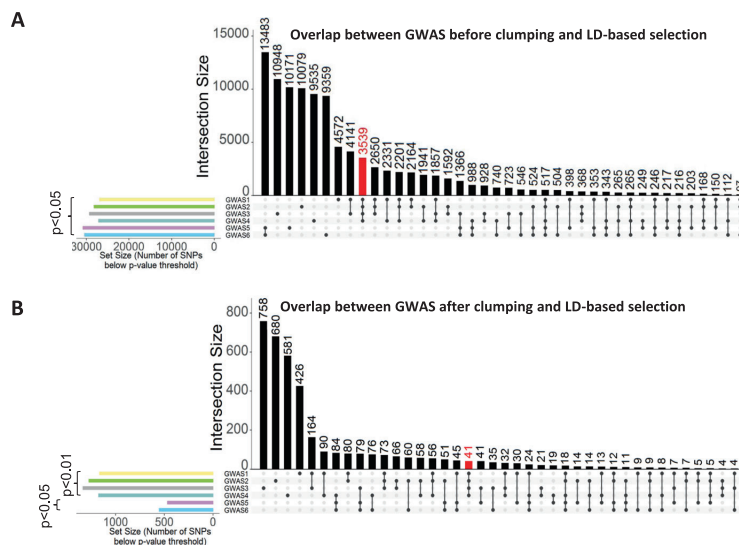 A
Overlap between GWAS before clumping and LD-based selection
Intersection Size
15000
10000
5000
0
13483 10948 10171 10079 9535 9359 4572 4141 3539 2650 2331 2201 2164 1941 1857 1592 1366 988 928 740 723 546 524 517 504 398 368 353 343 265 265 249 246 217 216 203 168 150 112
p<0.05
GWAS1
GWAS2
GWAS3
GWAS4
GWAS5
GWAS6
30000 20000 10000 0
Set Size (Number of SNPs
below p-value threshold)
B
Overlap between GWAS after clumping and LD-based selection
Intersection Size
800
600
400
200
0
758 680 581 426 164 90 84 80 79 76 73 66 60 58 56 51 45 41 41 35 32 30 24 21 19 18 14 14 13 12 11 9 9 8 8 7 7 5 5 4 4
p<0.05
p<0.01
GWAS1
GWAS2
GWAS3
GWAS4
GWAS5
GWAS6
1000 500 0
Set Size (Number of SNPs
below p-value threshold)